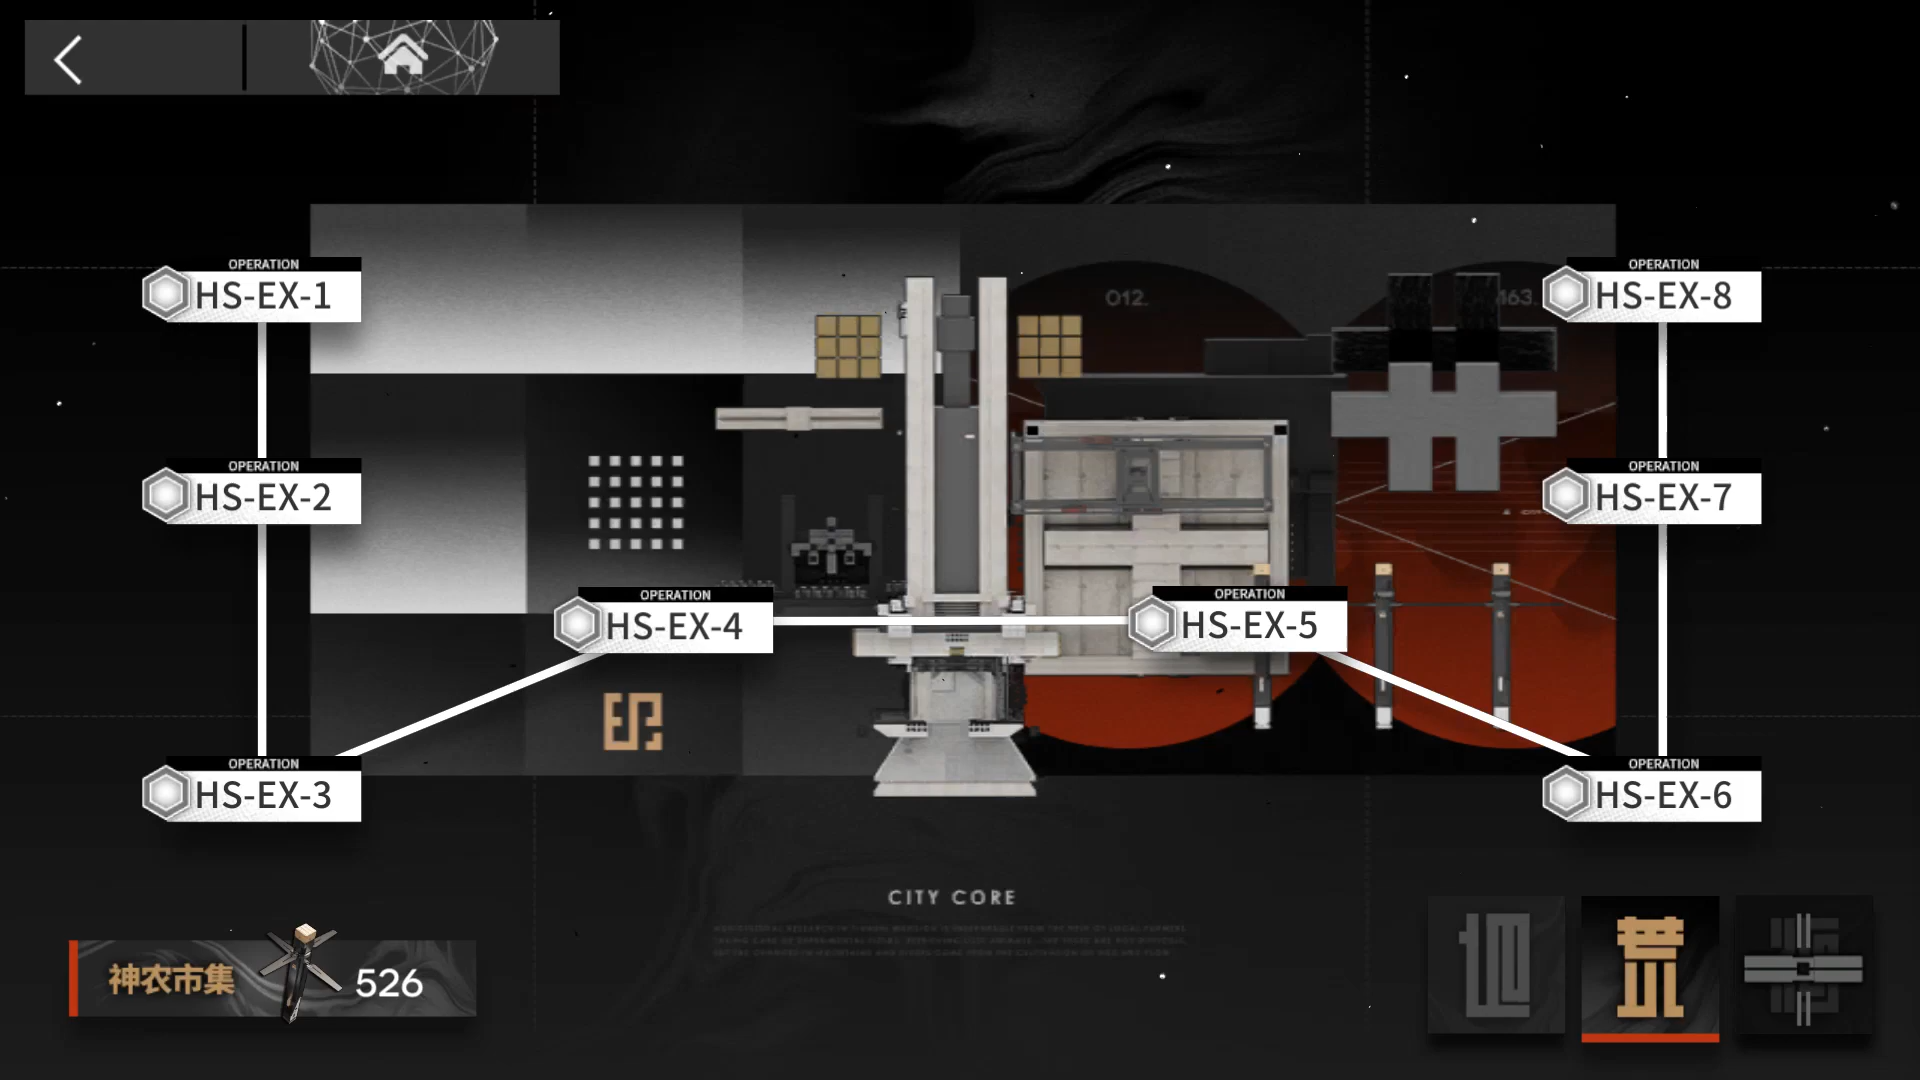 OPERATION
HS-EX-1
OPERATION
HS-EX-8
012.
163.
OPERATION
HS-EX-2
OPERATION
HS-EX-7
OPERATION
HS-EX-4
OPERATION
HS-EX-5
OPERATION
HS-EX-3
OPERATION
HS-EX-6
CITY CORE
神农市集
526
荒